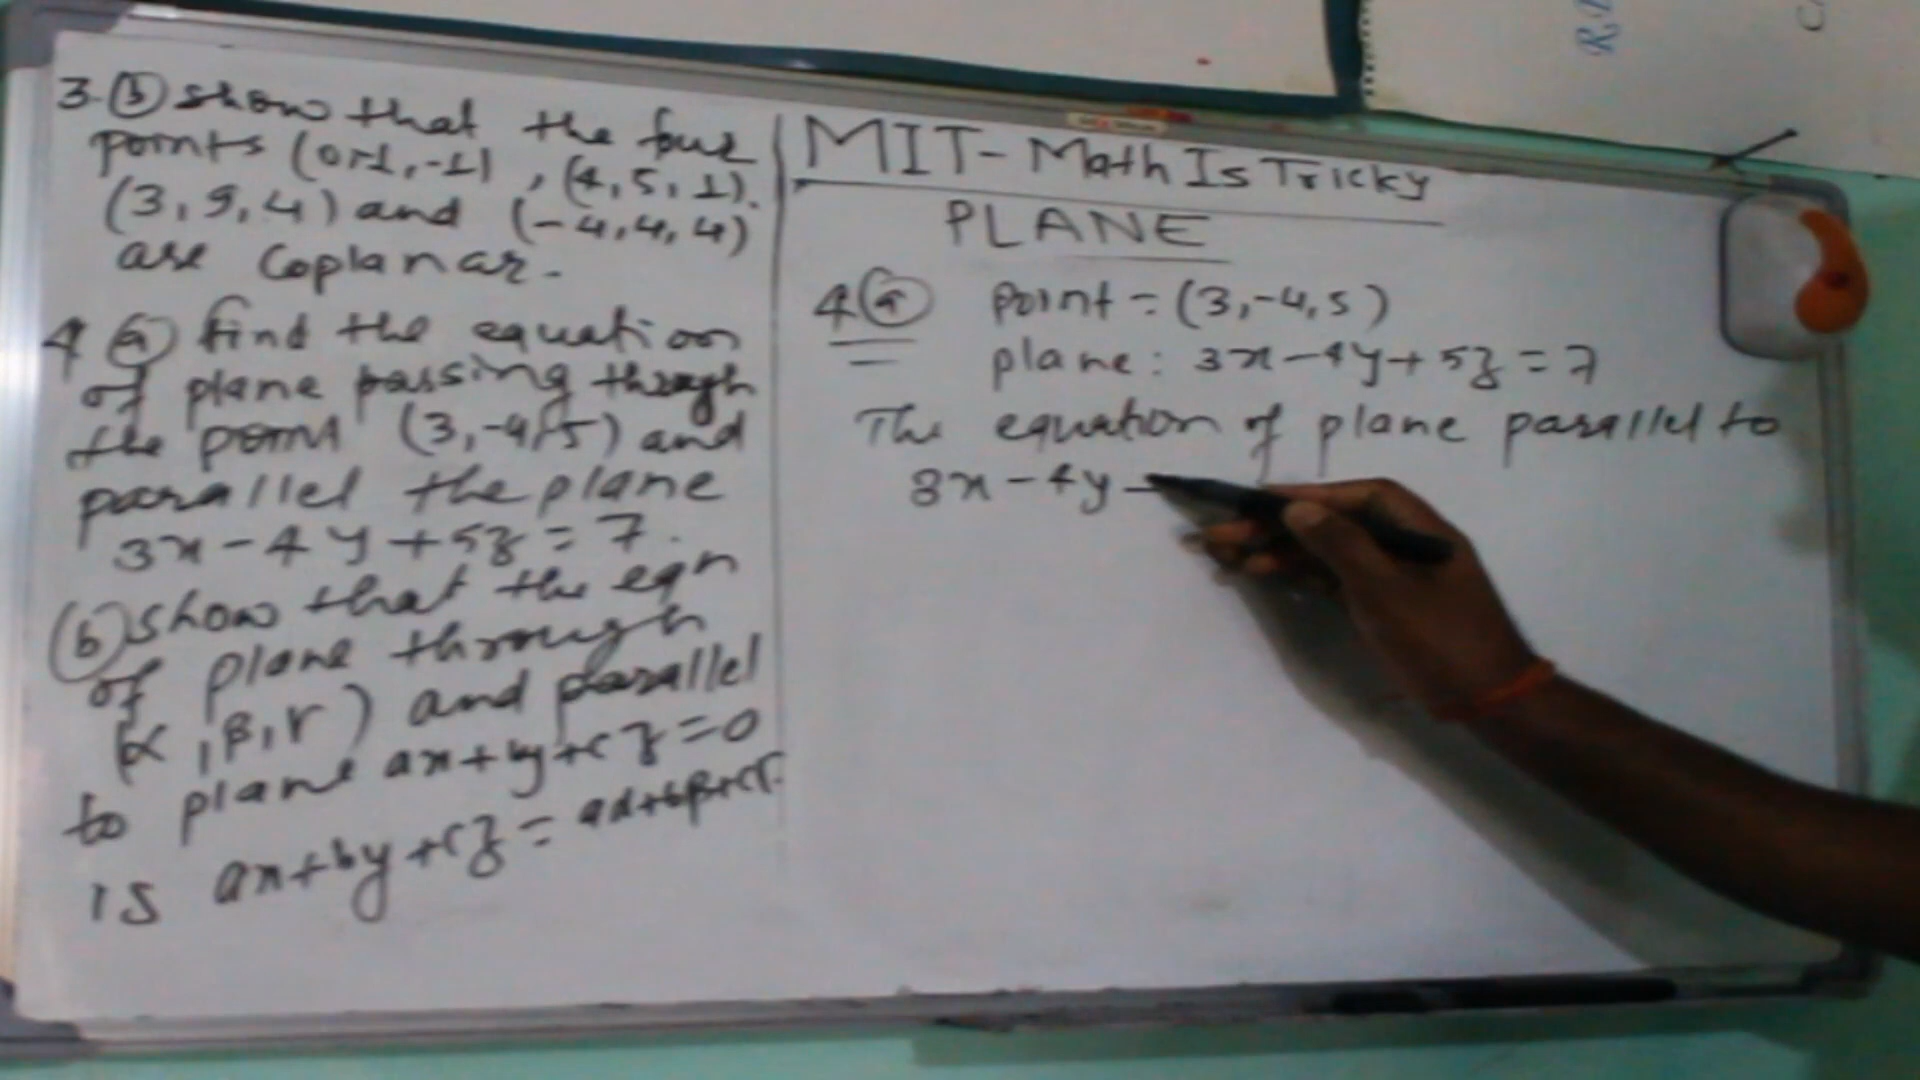 3. (b) show that the four
points (0,-1,-1), (4,5,1).
(3,9,4) and (-4,4,4)
are coplanar.
4 (a) find the equation
of plane passing through
the point (3,-4,5) and
parallel the plane
3x-4y+5z=7.
(b) show that the eqn
of plane through
(α,β,γ) and parallel
to plane ax+by+cz=0
is ax+by+cz=aα+bβ+cγ.
MIT-Math Is Tricky
PLANE
4 (a) point = (3,-4,5)
plane: 3x-4y+5z=7
The equation of plane parallel to
3x-4y